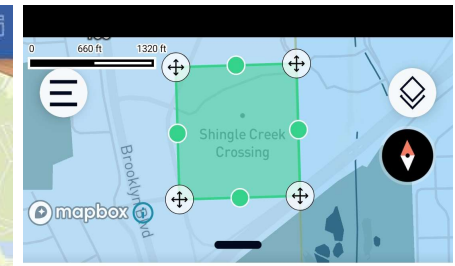 0 660 ft 1320 ft
Shingle Creek
Crossing
Brooklyn Blvd
mapbox